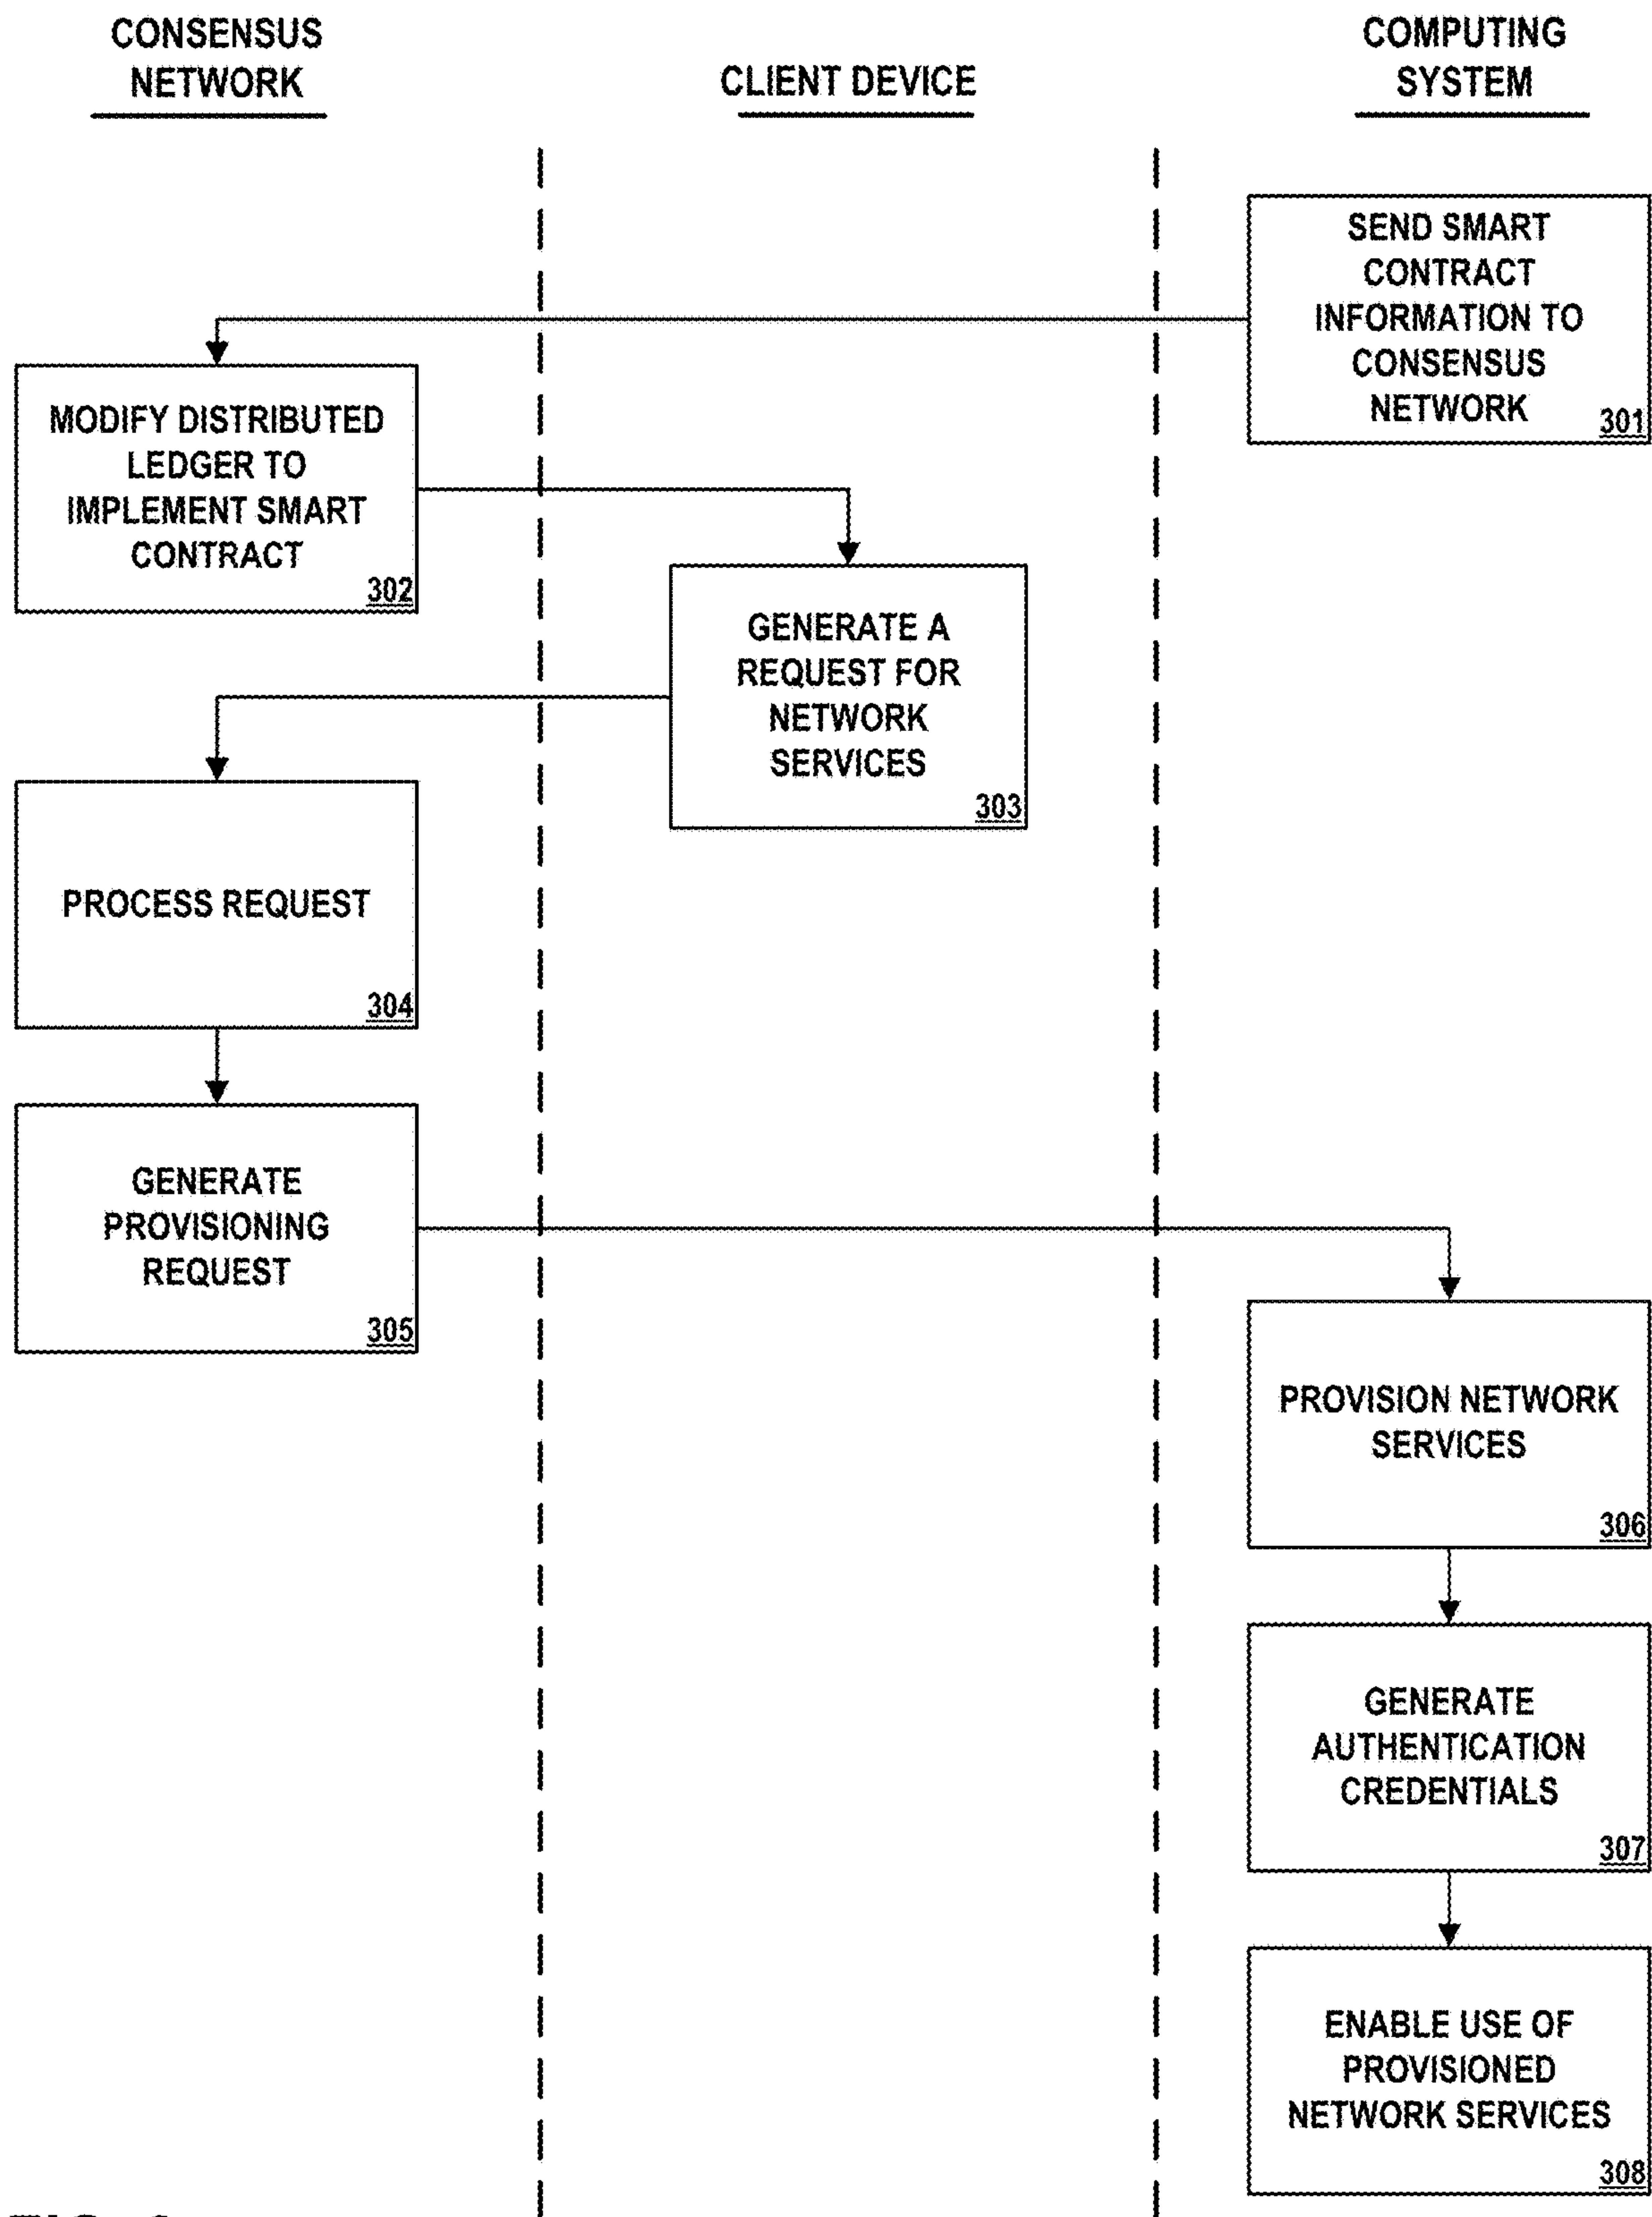 CONSENSUS
NETWORK
CLIENT DEVICE
COMPUTING
SYSTEM
SEND SMART
CONTRACT
INFORMATION TO
CONSENSUS
NETWORK
301
MODIFY DISTRIBUTED
LEDGER TO
IMPLEMENT SMART
CONTRACT
302
GENERATE A
REQUEST FOR
NETWORK
SERVICES
303
PROCESS REQUEST
304
GENERATE
PROVISIONING
REQUEST
305
PROVISION NETWORK
SERVICES
306
GENERATE
AUTHENTICATION
CREDENTIALS
307
ENABLE USE OF
PROVISIONED
NETWORK SERVICES
308